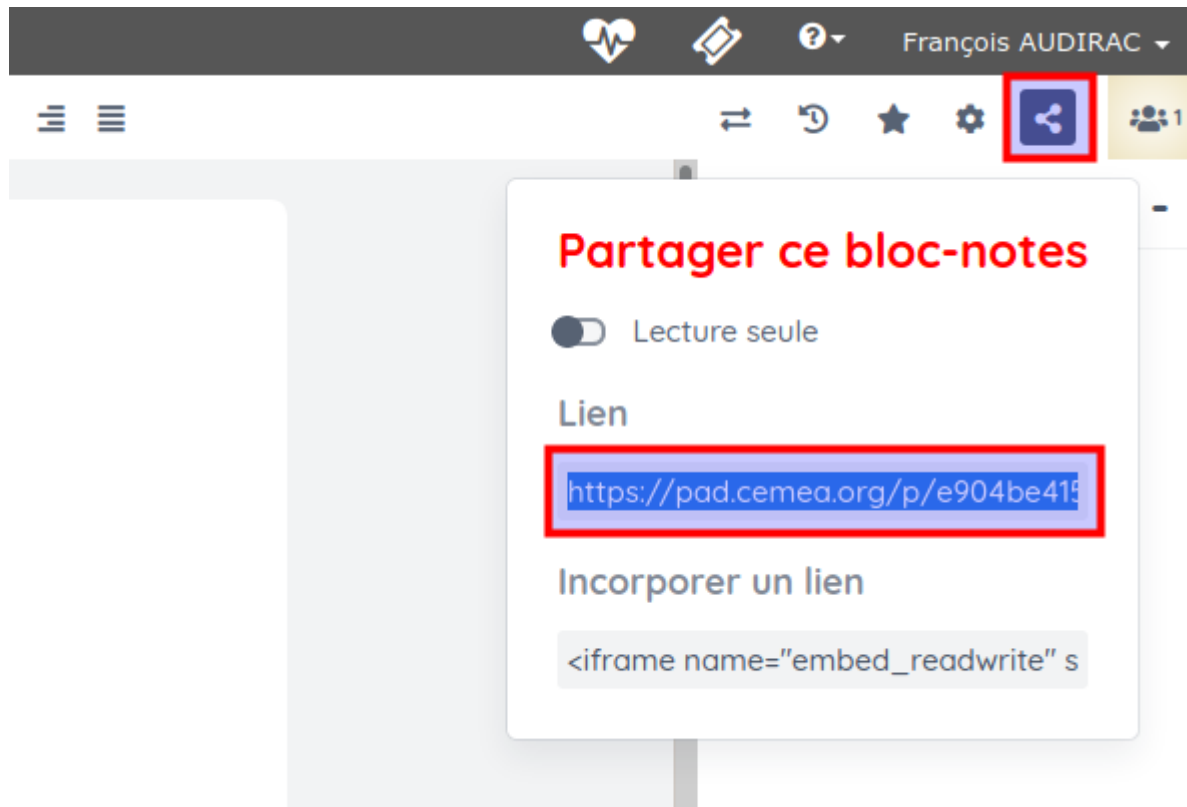 François AUDIRAC
1
Partager ce bloc-notes
Lecture seule
Lien
https://pad.cemea.org/p/e904be415
Incorporer un lien
<iframe name="embed_readwrite" s